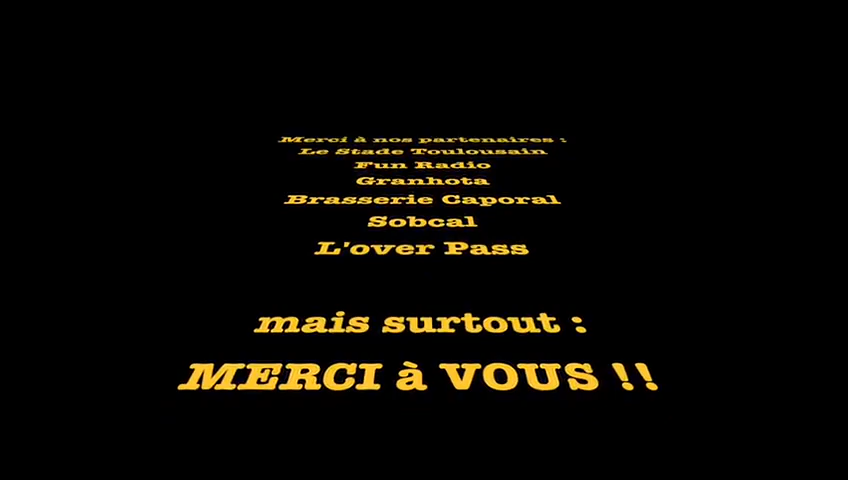 Merci à nos partenaires :
Le Stade Toulousain
Fun Radio
Granhota
Brasserie Caporal
Sobcal
L'over Pass
mais surtout :
MERCI à VOUS !!